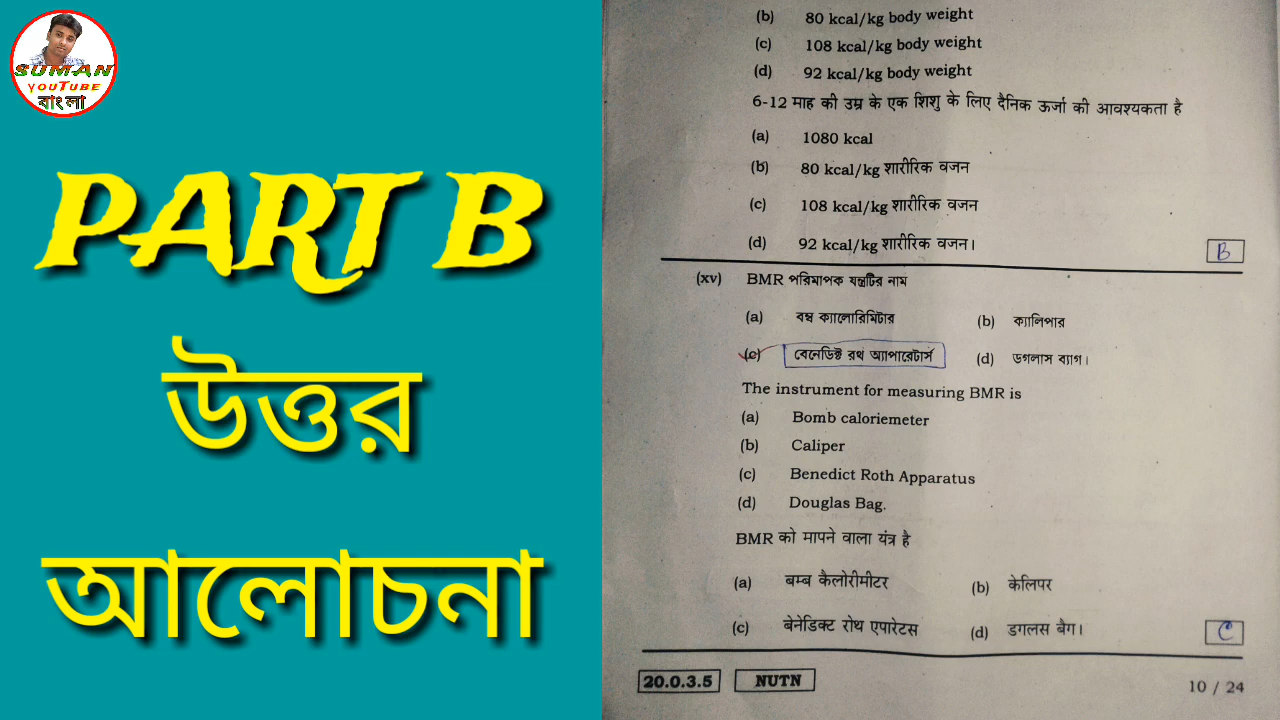 SUMAN
YOUTUBE
বাংলা
PART B
উত্তর
আলোচনা
(b) 80 kcal/kg body weight
(c) 108 kcal/kg body weight
(d) 92 kcal/kg body weight
6-12 माह की उम्र के एक शिशु के लिए दैनिक ऊर्जा की आवश्यकता है
(a) 1080 kcal
(b) 80 kcal/kg शारीरिक वजन
(c) 108 kcal/kg शारीरिक वजन
(d) 92 kcal/kg शारीरिक वजन।
B
(xv) BMR পরিমাপক যন্ত্রটির নাম
(a) বম্ব ক্যালোরিমিটার (b) ক্যালিপার
(c) বেনেডিক্ট রথ অ্যাপারেটার্স (d) ডগলাস ব্যাগ।
The instrument for measuring BMR is
(a) Bomb caloriemeter
(b) Caliper
(c) Benedict Roth Apparatus
(d) Douglas Bag.
BMR को मापने वाला यंत्र है
(a) बम्ब कैलोरीमीटर (b) केलिपर
(c) बेनेडिक्ट रोथ एपारेटस (d) डगलस बैग।
C
20.0.3.5 NUTN 10 / 24